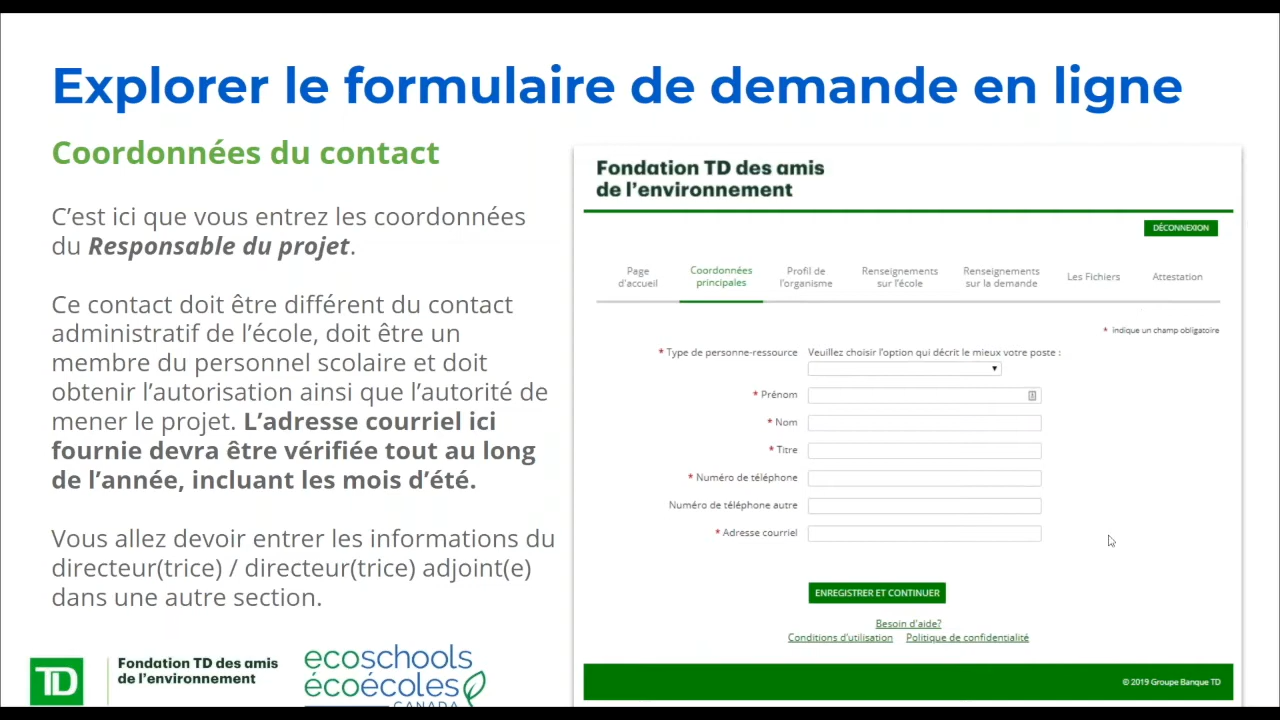 Explorer le formulaire de demande en ligne
Coordonnées du contact
C’est ici que vous entrez les coordonnées
du Responsable du projet.
Ce contact doit être différent du contact
administratif de l’école, doit être un
membre du personnel scolaire et doit
obtenir l’autorisation ainsi que l’autorité de
mener le projet. L’adresse courriel ici
fournie devra être vérifiée tout au long
de l’année, incluant les mois d’été.
Vous allez devoir entrer les informations du
directeur(trice) / directeur(trice) adjoint(e)
dans une autre section.
TD
Fondation TD des amis
de l’environnement
ecoschools
écoécoles
CANADA
Fondation TD des amis
de l’environnement
DÉCONNEXION
Page
d'accueil
Coordonnées
principales
Profil de
l'organisme
Renseignements
sur l'école
Renseignements
sur la demande
Les Fichiers
Attestation
* indique un champ obligatoire
* Type de personne-ressource
Veuillez choisir l'option qui décrit le mieux votre poste :
* Prénom
* Nom
* Titre
* Numéro de téléphone
Numéro de téléphone autre
* Adresse courriel
ENREGISTRER ET CONTINUER
Besoin d'aide?
Conditions d'utilisation Politique de confidentialité
© 2019 Groupe Banque TD